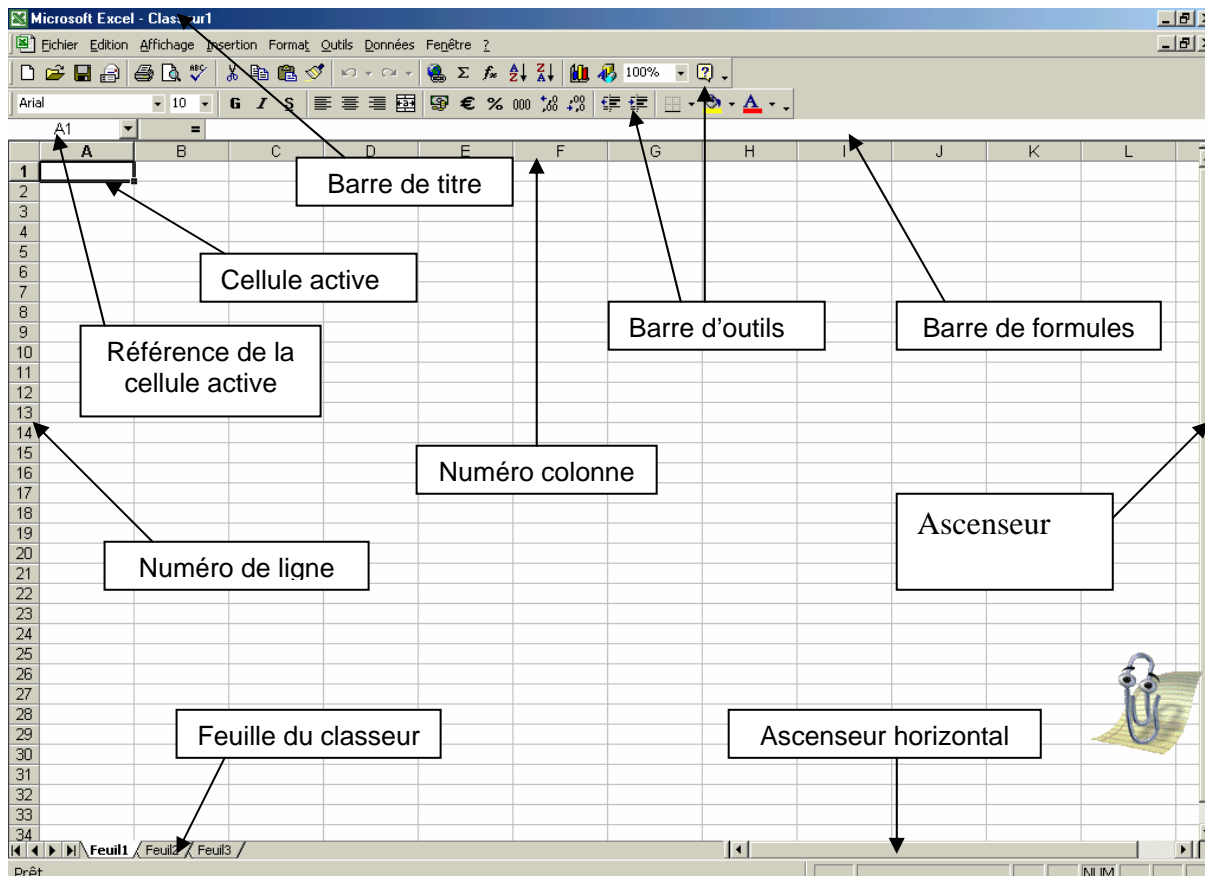 Microsoft Excel - Classeur1
Fichier Edition Affichage Insertion Format Outils Données Fenêtre ?
100%
Arial 10 G I S € % 000
A1 =
A B C D E F G H I J K L
1
2
3
4
5
6
7
8
9
10
11
12
13
14
15
16
17
18
19
20
21
22
23
24
25
26
27
28
29
30
31
32
33
34
Barre de titre
Cellule active
Barre d’outils
Barre de formules
Référence de la
cellule active
Numéro colonne
Ascenseur
Numéro de ligne
Feuille du classeur
Ascenseur horizontal
Feuil1 Feuil2 Feuil3
Prêt NUM